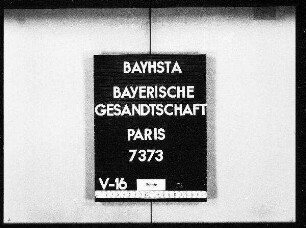 BAYHSTA
BAYERISCHE
GESANDTSCHAFT
PARIS
7373
V-16